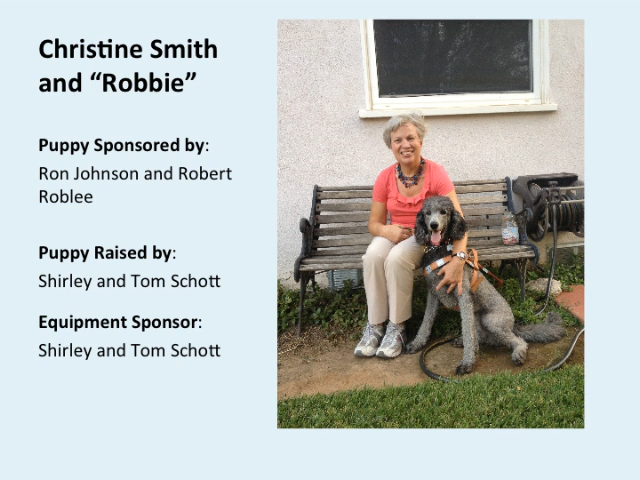 Christine Smith
and “Robbie”
Puppy Sponsored by:
Ron Johnson and Robert
Roblee
Puppy Raised by:
Shirley and Tom Schott
Equipment Sponsor:
Shirley and Tom Schott